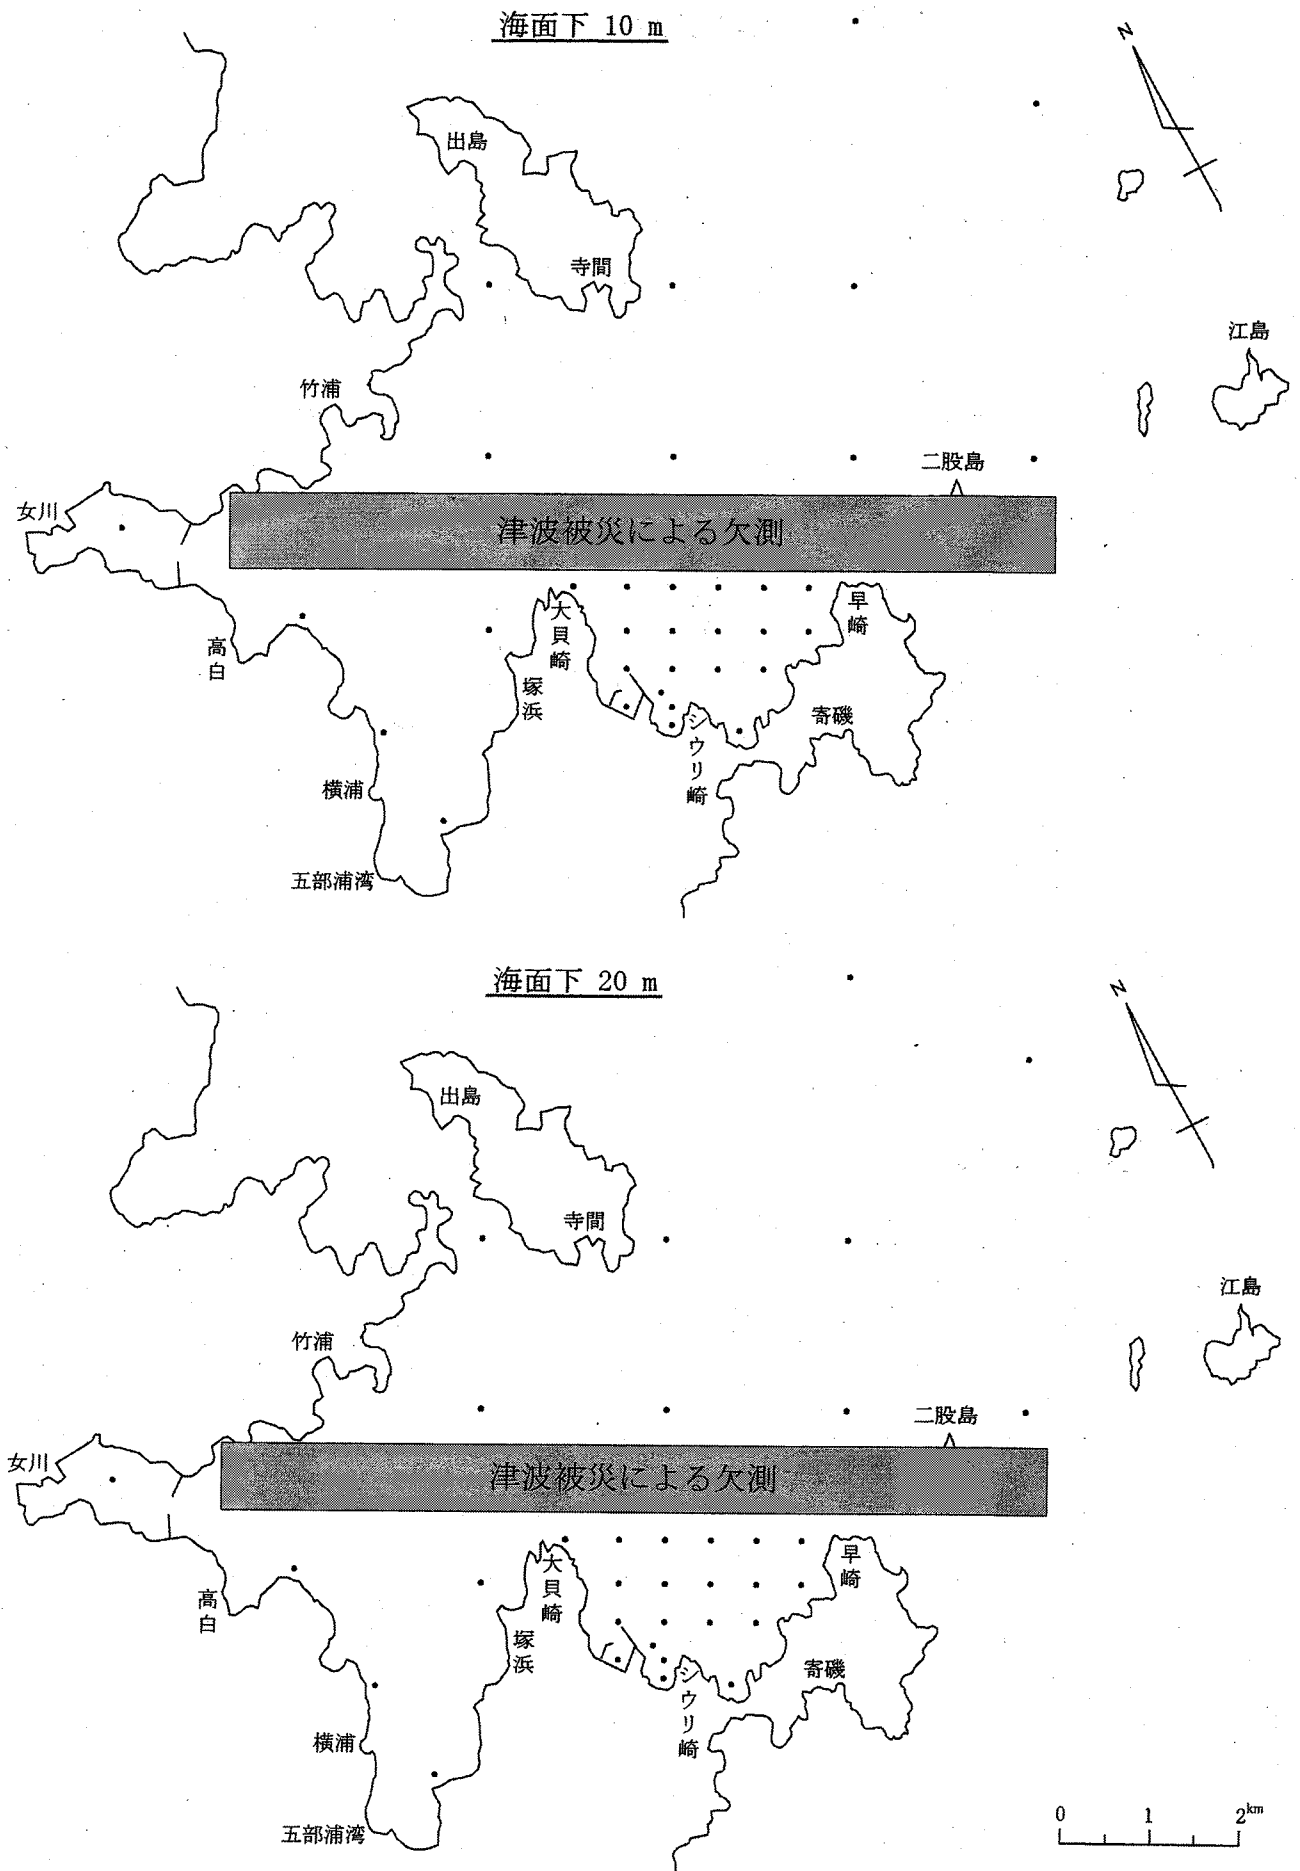 海面下 10 m
N
出島
寺間
江島
竹浦
二股島
女川
津波被災による欠測
大貝崎
早崎
高白
塚浜
寄磯
シウリ崎
横浦
五部浦湾
海面下 20 m
N
出島
寺間
江島
竹浦
二股島
女川
津波被災による欠測
大貝崎
早崎
高白
塚浜
寄磯
シウリ崎
横浦
0 1 2km
五部浦湾